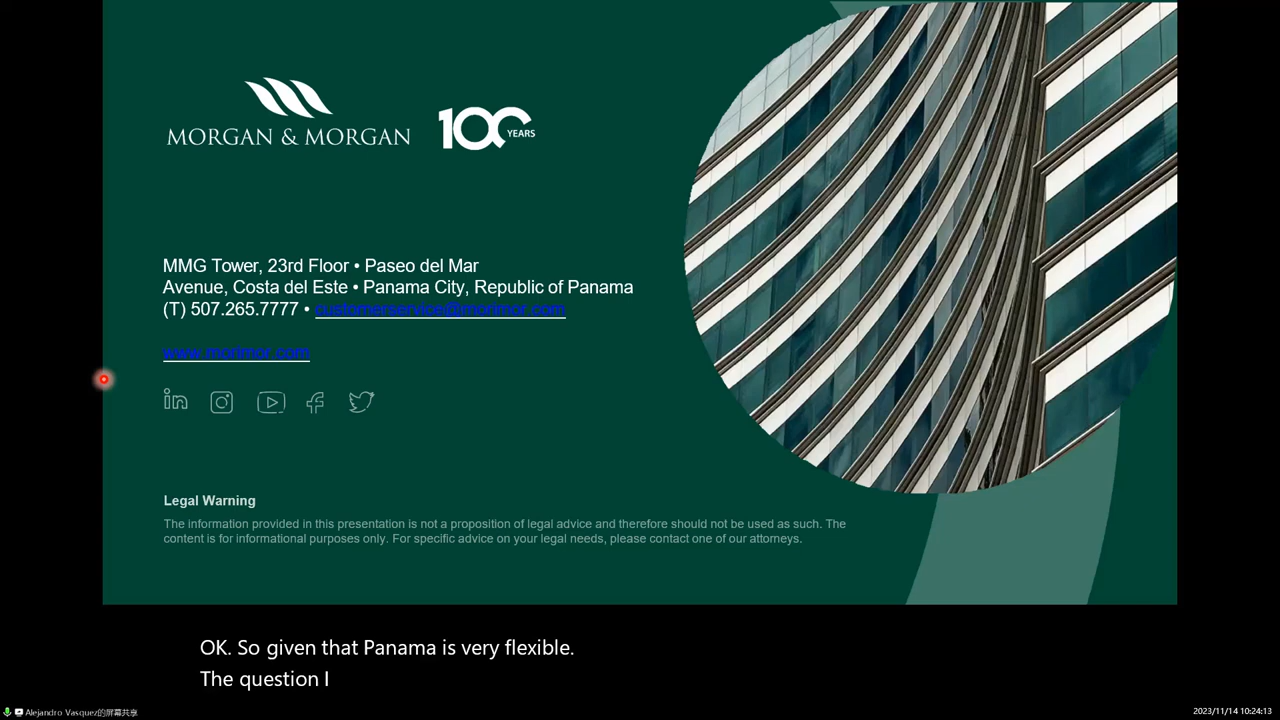 MORGAN & MORGAN
100 YEARS
MMG Tower, 23rd Floor • Paseo del Mar
Avenue, Costa del Este • Panama City, Republic of Panama
(T) 507.265.7777 • customerservice@morimor.com
www.morimor.com
Legal Warning
The information provided in this presentation is not a proposition of legal advice and therefore should not be used as such. The
content is for informational purposes only. For specific advice on your legal needs, please contact one of our attorneys.
OK. So given that Panama is very flexible.
The question I
Alejandro Vasquez的屏幕共享
2023/11/14 10:24:13